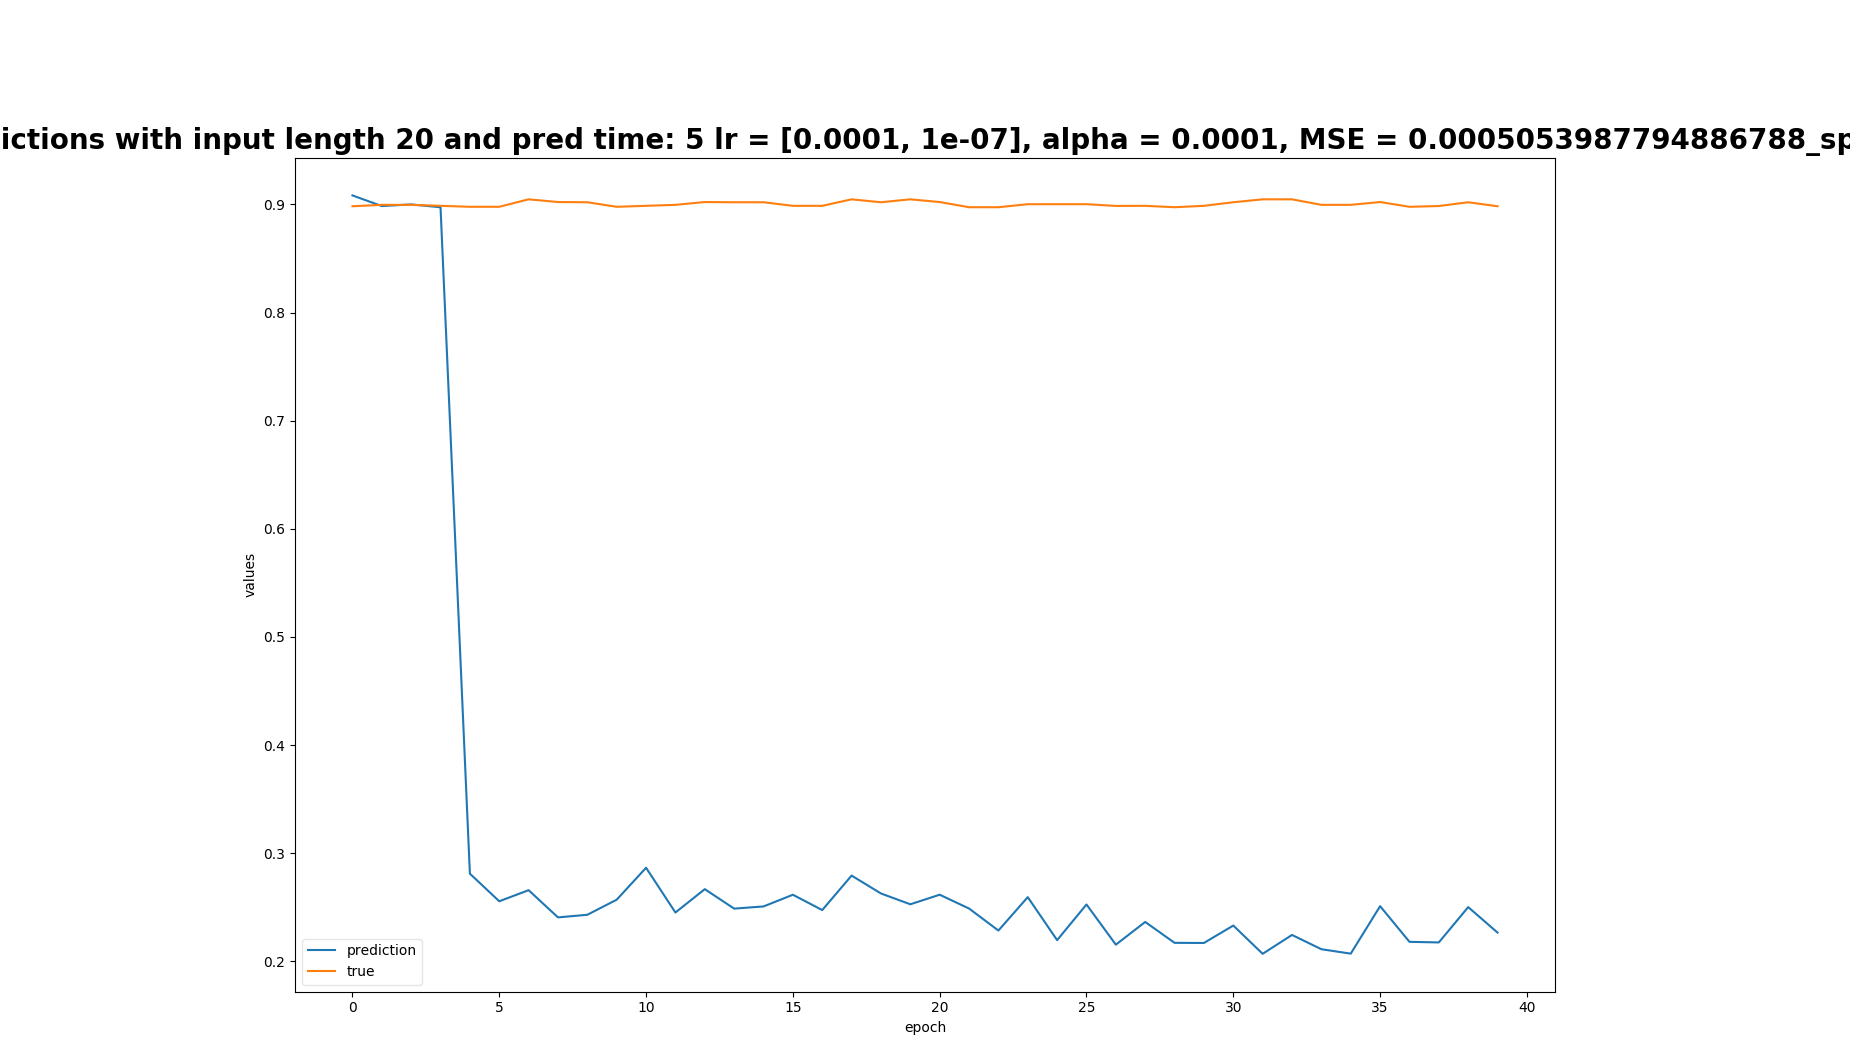 ictions with input length 20 and pred time: 5 lr = [0.0001, 1e-07], alpha = 0.0001, MSE = 0.0005053987794886788_sp
0.9
0.8
0.7
0.6
0.5
0.4
0.3
0.2
values
prediction
true
0 5 10 15 20 25 30 35 40
epoch